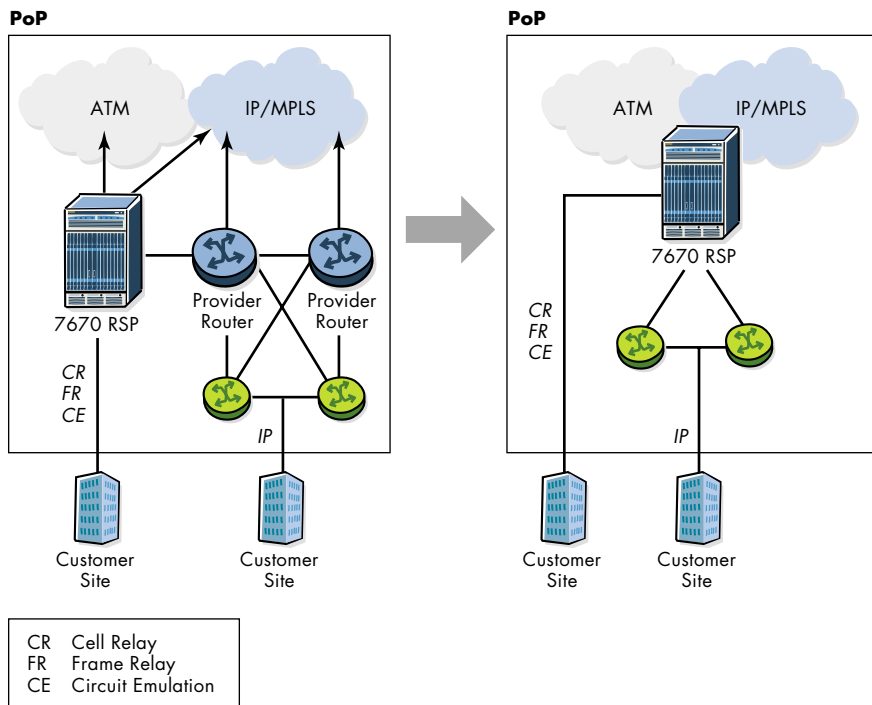 PoP
ATM
IP/MPLS
7670 RSP
Provider
Router
Provider
Router
CR
FR
CE
IP
Customer
Site
Customer
Site
PoP
ATM
IP/MPLS
7670 RSP
CR
FR
CE
IP
Customer
Site
Customer
Site
CR Cell Relay
FR Frame Relay
CE Circuit Emulation